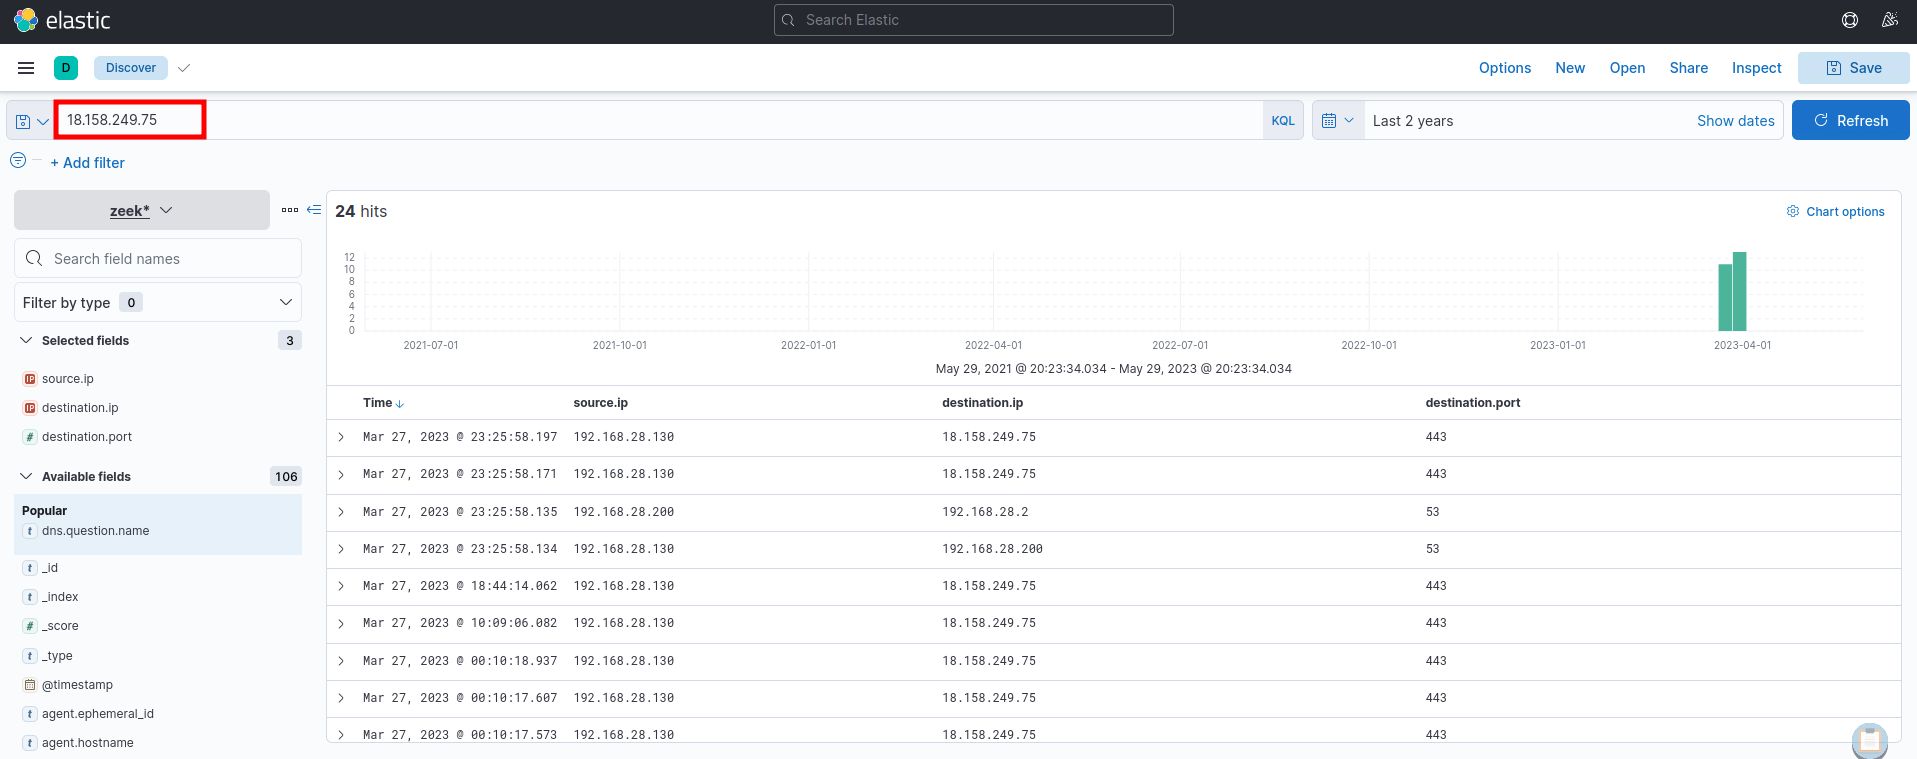 elastic
Search Elastic
D
Discover
Options New Open Share Inspect Save
18.158.249.75
KQL
Last 2 years
Show dates
Refresh
+ Add filter
zeek*
Search field names
Filter by type 0
Selected fields 3
source.ip
destination.ip
destination.port
Available fields 106
Popular
dns.question.name
_id
_index
_score
_type
@timestamp
agent.ephemeral_id
agent.hostname
24 hits
Chart options
12
10
8
6
4
2
0
2021-07-01 2021-10-01 2022-01-01 2022-04-01 2022-07-01 2022-10-01 2023-01-01 2023-04-01
May 29, 2021 @ 20:23:34.034 - May 29, 2023 @ 20:23:34.034
Time source.ip destination.ip destination.port
Mar 27, 2023 @ 23:25:58.197 192.168.28.130 18.158.249.75 443
Mar 27, 2023 @ 23:25:58.171 192.168.28.130 18.158.249.75 443
Mar 27, 2023 @ 23:25:58.135 192.168.28.200 192.168.28.2 53
Mar 27, 2023 @ 23:25:58.134 192.168.28.130 192.168.28.200 53
Mar 27, 2023 @ 18:44:14.062 192.168.28.130 18.158.249.75 443
Mar 27, 2023 @ 10:09:06.082 192.168.28.130 18.158.249.75 443
Mar 27, 2023 @ 00:10:18.937 192.168.28.130 18.158.249.75 443
Mar 27, 2023 @ 00:10:17.607 192.168.28.130 18.158.249.75 443
Mar 27, 2023 @ 00:10:17.573 192.168.28.130 18.158.249.75 443